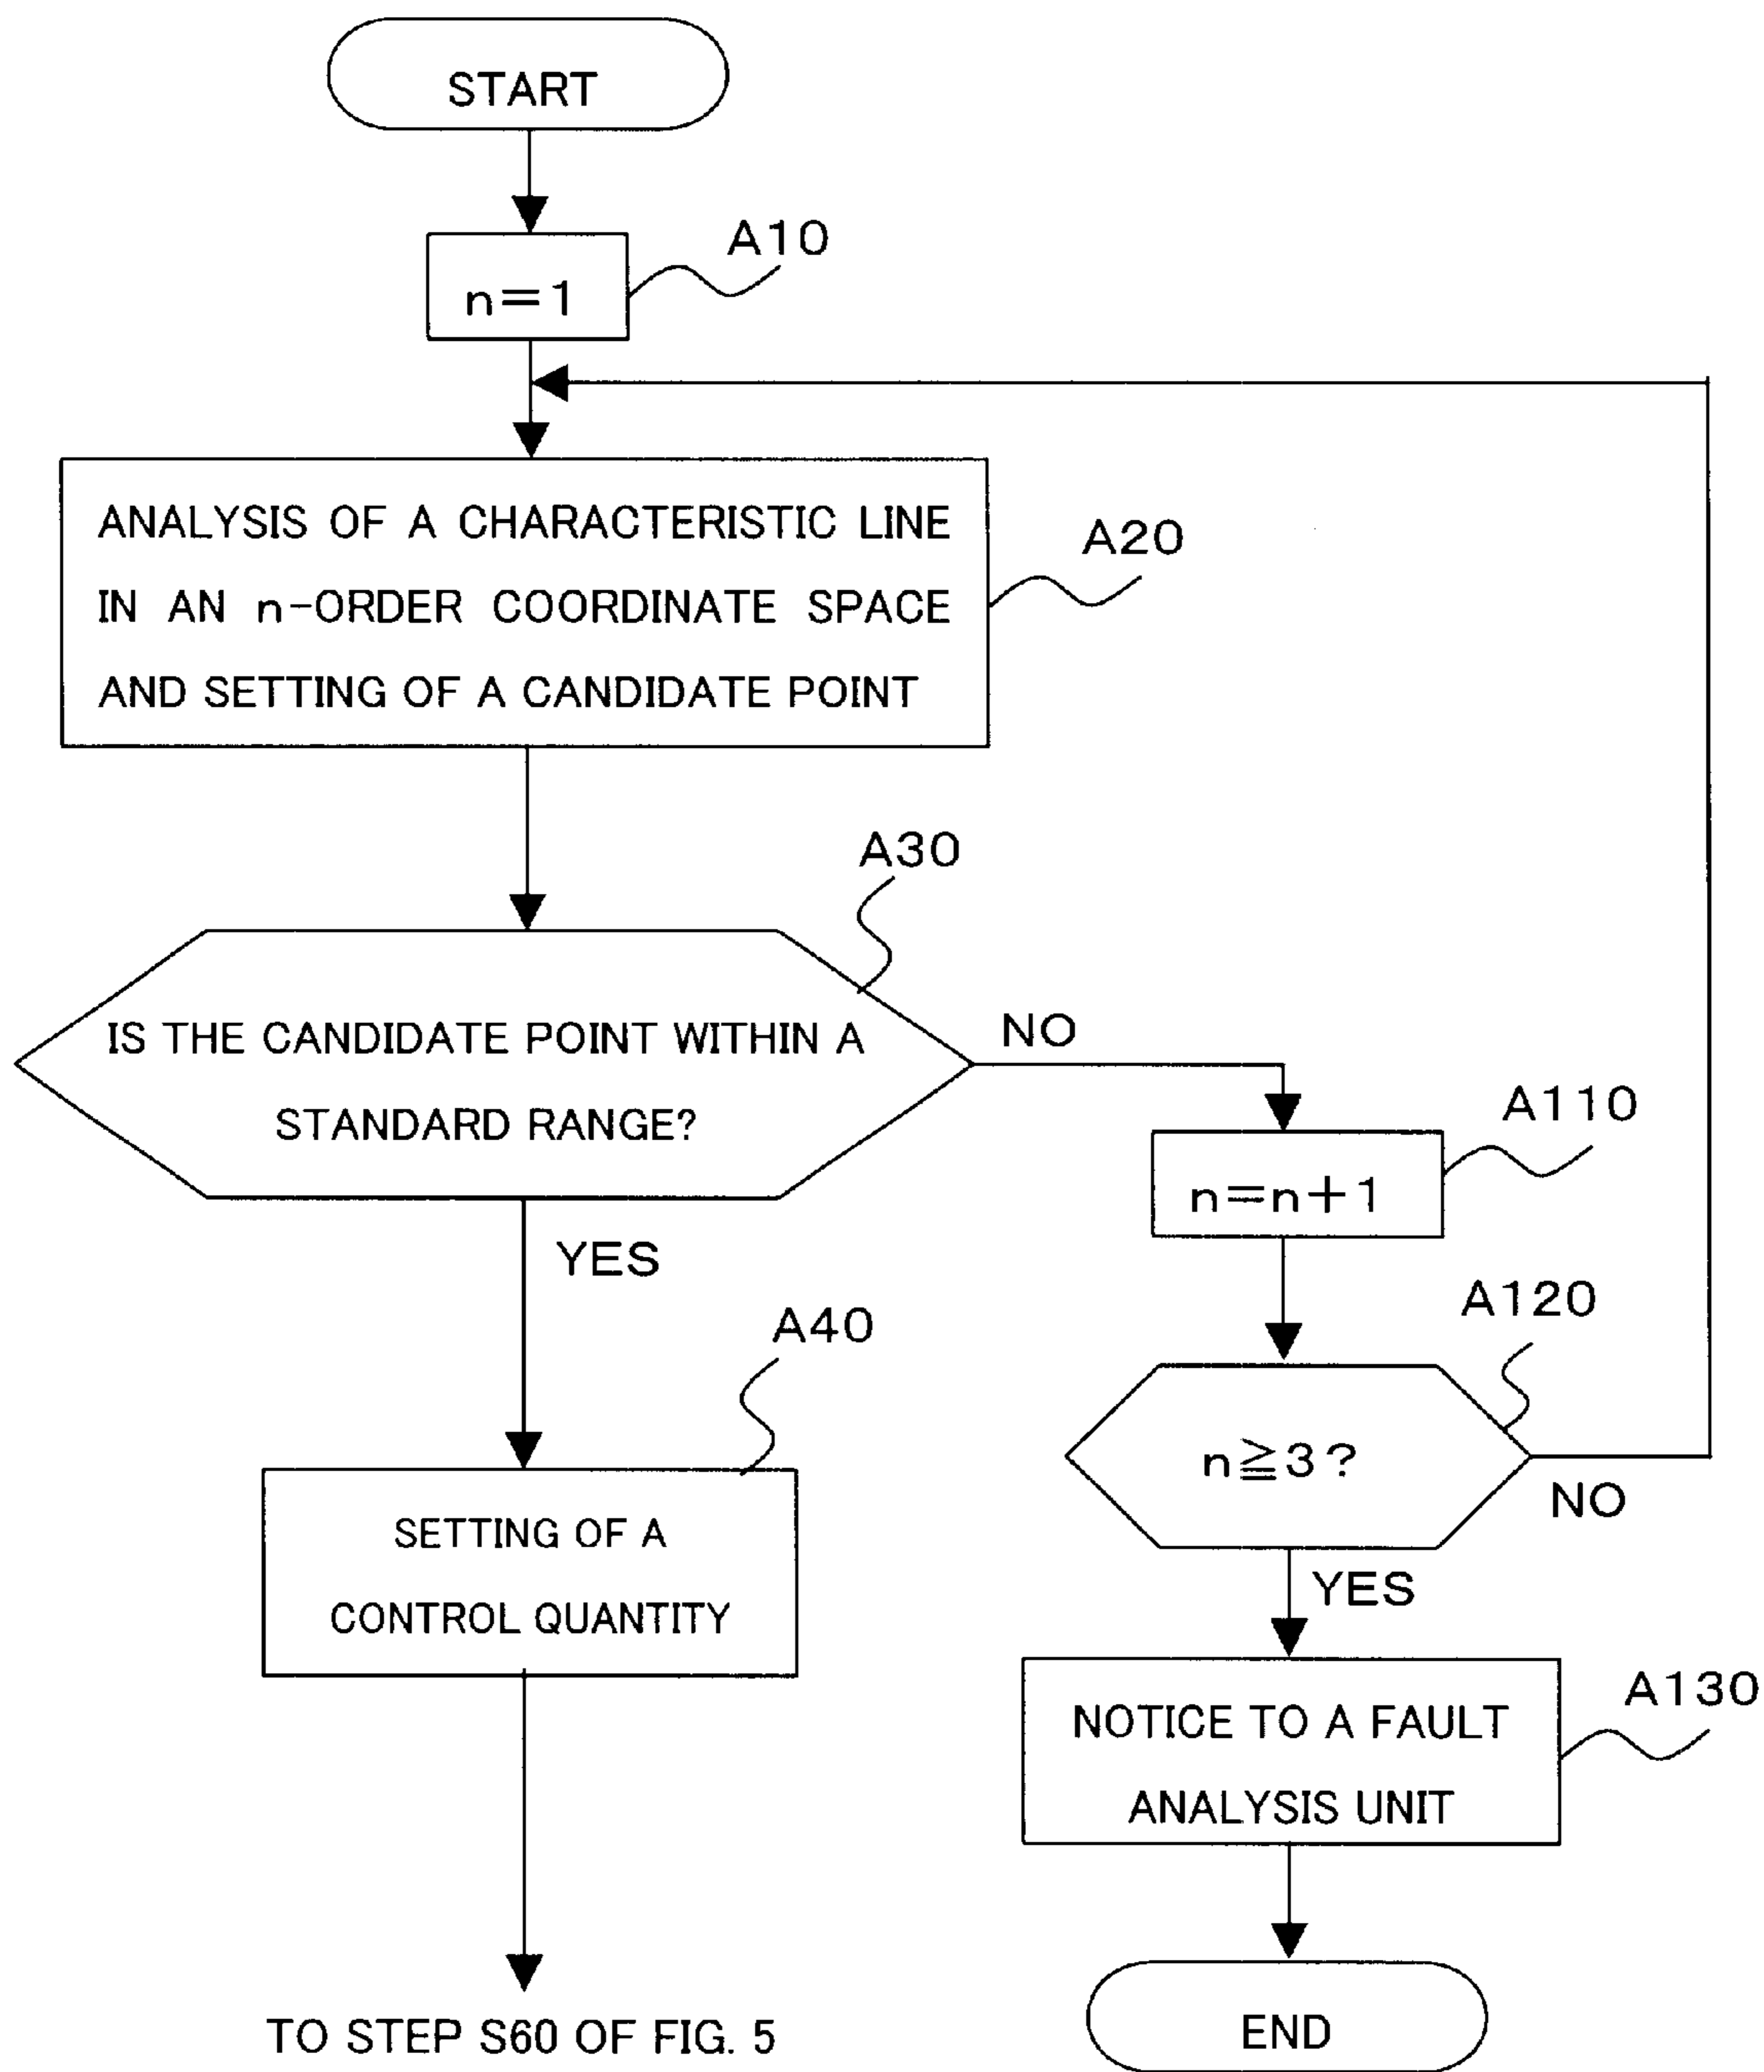 START
A10
n=1
ANALYSIS OF A CHARACTERISTIC LINE
IN AN n-ORDER COORDINATE SPACE
AND SETTING OF A CANDIDATE POINT
A20
A30
IS THE CANDIDATE POINT WITHIN A
STANDARD RANGE?
NO
YES
A110
n=n+1
A120
n≧3?
NO
YES
A40
SETTING OF A
CONTROL QUANTITY
A130
NOTICE TO A FAULT
ANALYSIS UNIT
TO STEP S60 OF FIG. 5
END